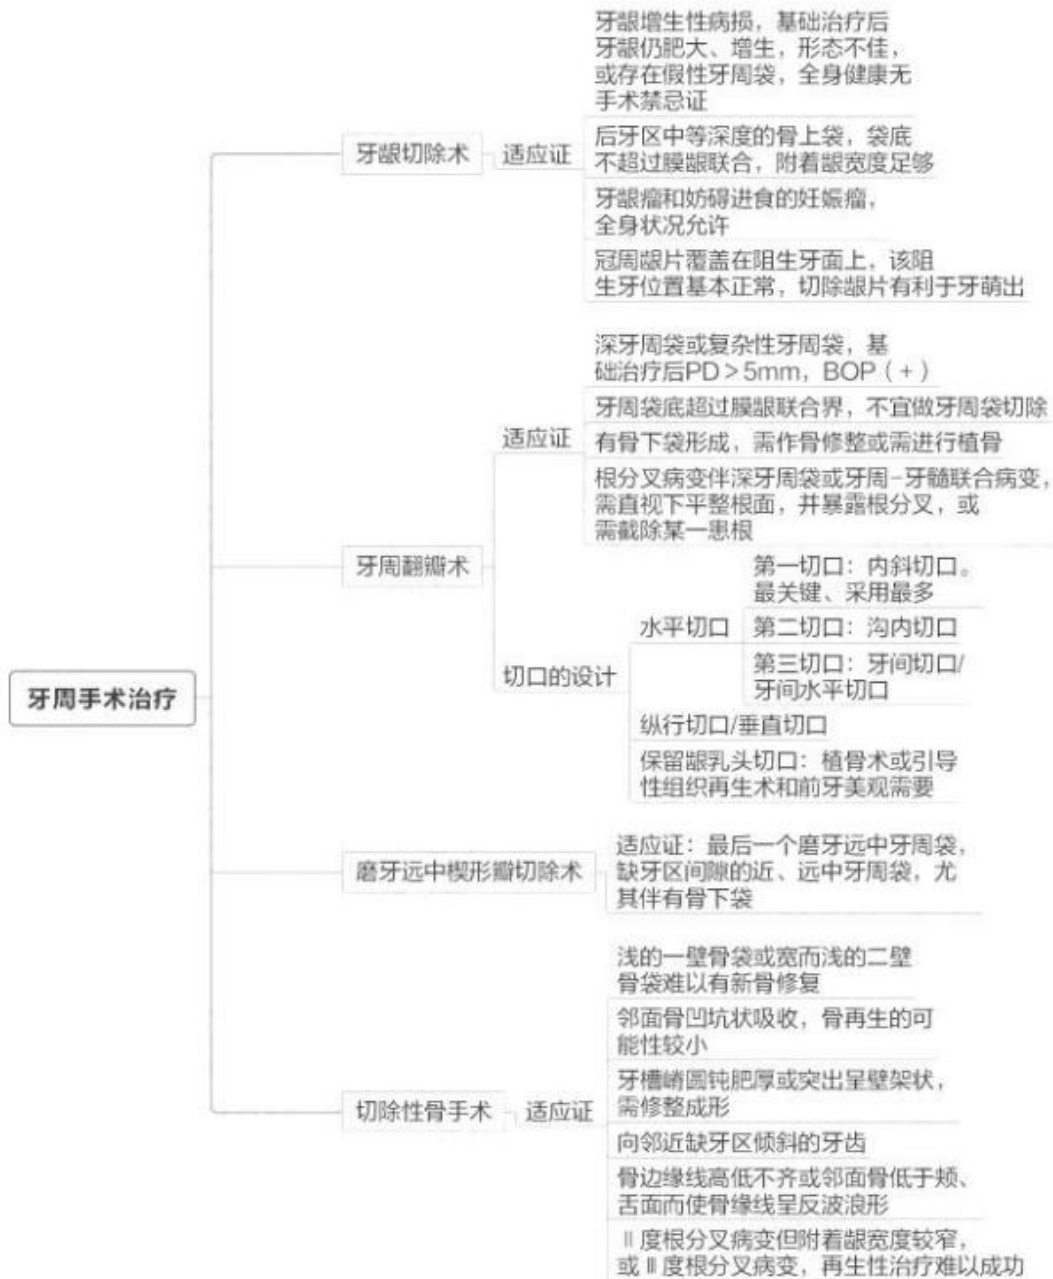 牙周手术治疗
牙龈切除术
适应证
牙龈增生性病损，基础治疗后
牙龈仍肥大、增生，形态不佳，
或存在假性牙周袋，全身健康无
手术禁忌证
后牙区中等深度的骨上袋，袋底
不超过膜龈联合，附着龈宽度足够
牙龈瘤和妨碍进食的妊娠瘤，
全身状况允许
冠周龈片覆盖在阻生牙面上，该阻
生牙位置基本正常，切除龈片有利于牙萌出
牙周翻瓣术
适应证
深牙周袋或复杂性牙周袋，基
础治疗后PD＞5mm，BOP（+）
牙周袋底超过膜龈联合界，不宜做牙周袋切除
有骨下袋形成，需作骨修整或需进行植骨
根分叉病变伴深牙周袋或牙周-牙髓联合病变，
需直视下平整根面，并暴露根分叉，或
需截除某一患根
切口的设计
水平切口
第一切口：内斜切口。
最关键、采用最多
第二切口：沟内切口
第三切口：牙间切口/
牙间水平切口
纵行切口/垂直切口
保留龈乳头切口：植骨术或引导
性组织再生术和前牙美观需要
磨牙远中楔形瓣切除术
适应证：最后一个磨牙远中牙周袋，
缺牙区间隙的近、远中牙周袋，尤
其伴有骨下袋
切除性骨手术
适应证
浅的一壁骨袋或宽而浅的二壁
骨袋难以有新骨修复
邻面骨凹坑状吸收，骨再生的可
能性较小
牙槽嵴圆钝肥厚或突出呈壁架状，
需修整成形
向邻近缺牙区倾斜的牙齿
骨边缘线高低不齐或邻面骨低于颊、
舌面而使骨缘线呈反波浪形
Ⅱ度根分叉病变但附着龈宽度较窄，
或度根分叉病变，再生性治疗难以成功